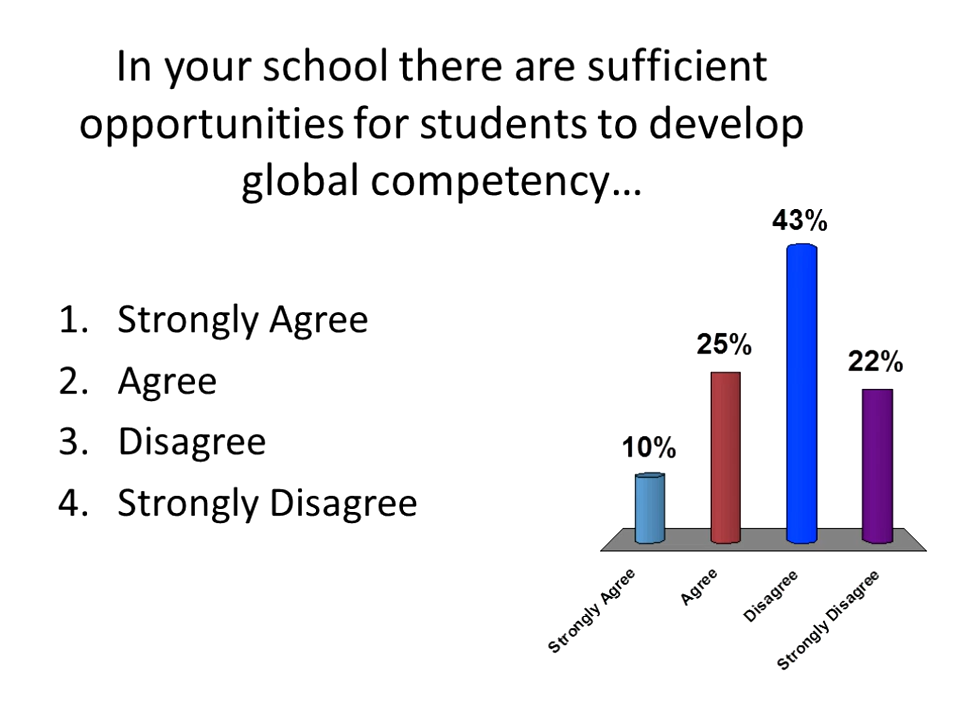 In your school there are sufficient
opportunities for students to develop
global competency…
1. Strongly Agree
2. Agree
3. Disagree
4. Strongly Disagree
43%
25%
22%
10%
Strongly Agree
Agree
Disagree
Strongly Disagree